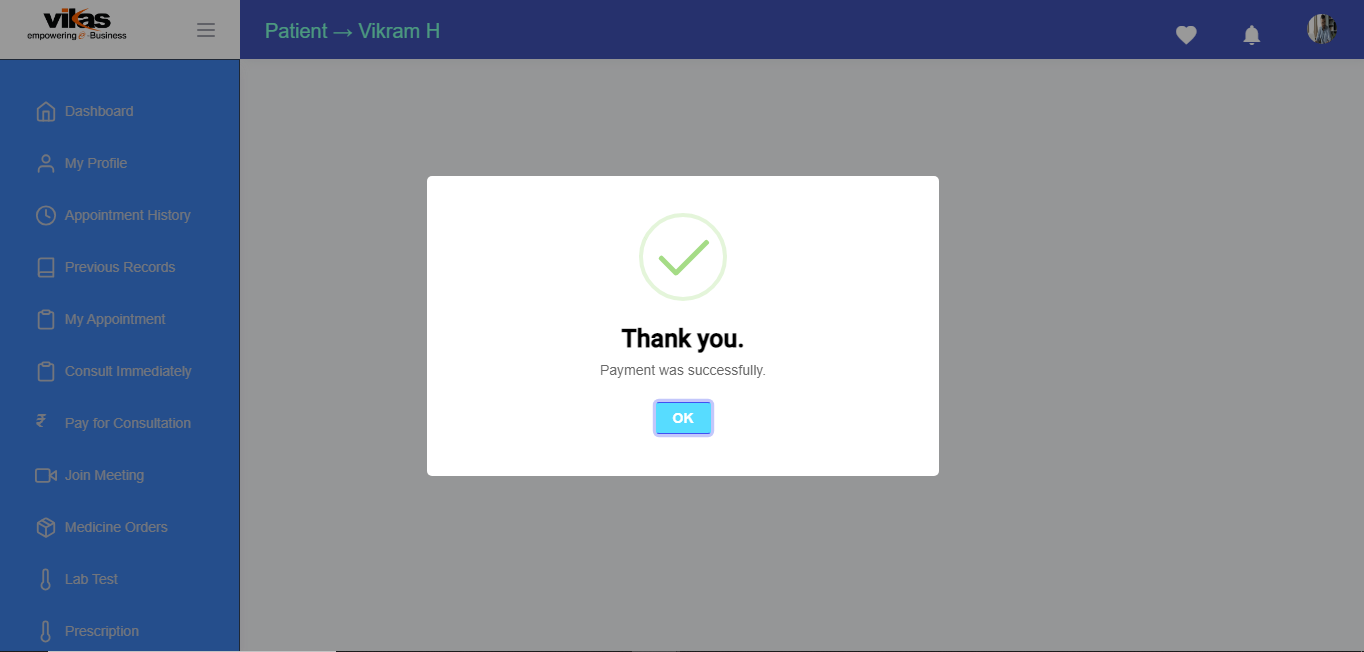 vikas
empowering e-Business
Patient → Vikram H
Dashboard
My Profile
Appointment History
Previous Records
My Appointment
Consult Immediately
₹ Pay for Consultation
Join Meeting
Medicine Orders
Lab Test
Prescription
Thank you.
Payment was successfully.
OK